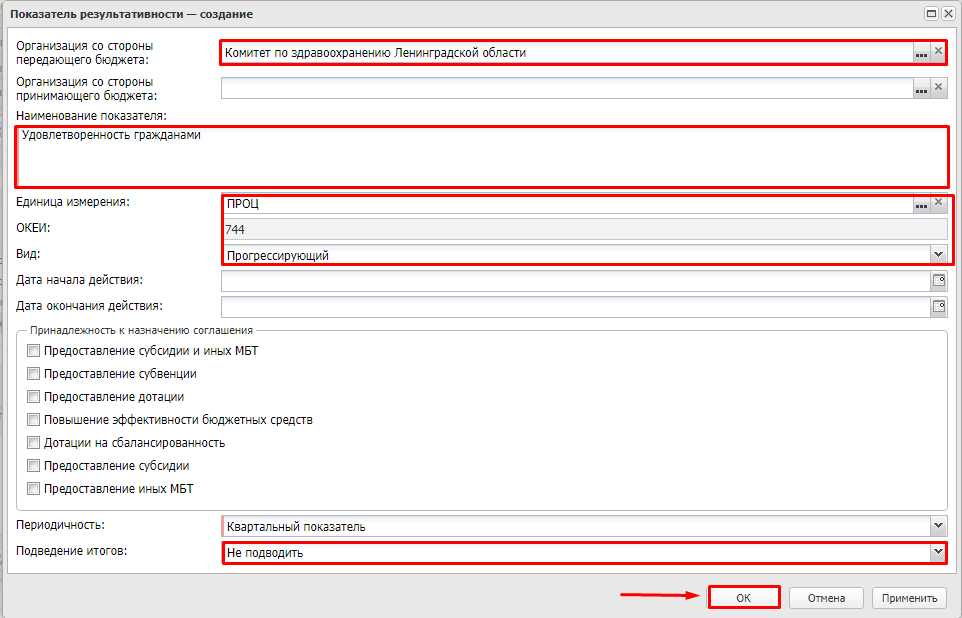 Показатель результативности — создание
Организация со стороны
передающего бюджета:
Комитет по здравоохранению Ленинградской области
Организация со стороны
принимающего бюджета:
Наименование показателя:
Удовлетворенность гражданами
Единица измерения:
ПРОЦ
ОКЕИ:
744
Вид:
Прогрессирующий
Дата начала действия:
Дата окончания действия:
Принадлежность к назначению соглашения
Предоставление субсидии и иных МБТ
Предоставление субвенции
Предоставление дотации
Повышение эффективности бюджетных средств
Дотации на сбалансированность
Предоставление субсидии
Предоставление иных МБТ
Периодичность:
Квартальный показатель
Подведение итогов:
Не подводить
ОК
Отмена
Применить